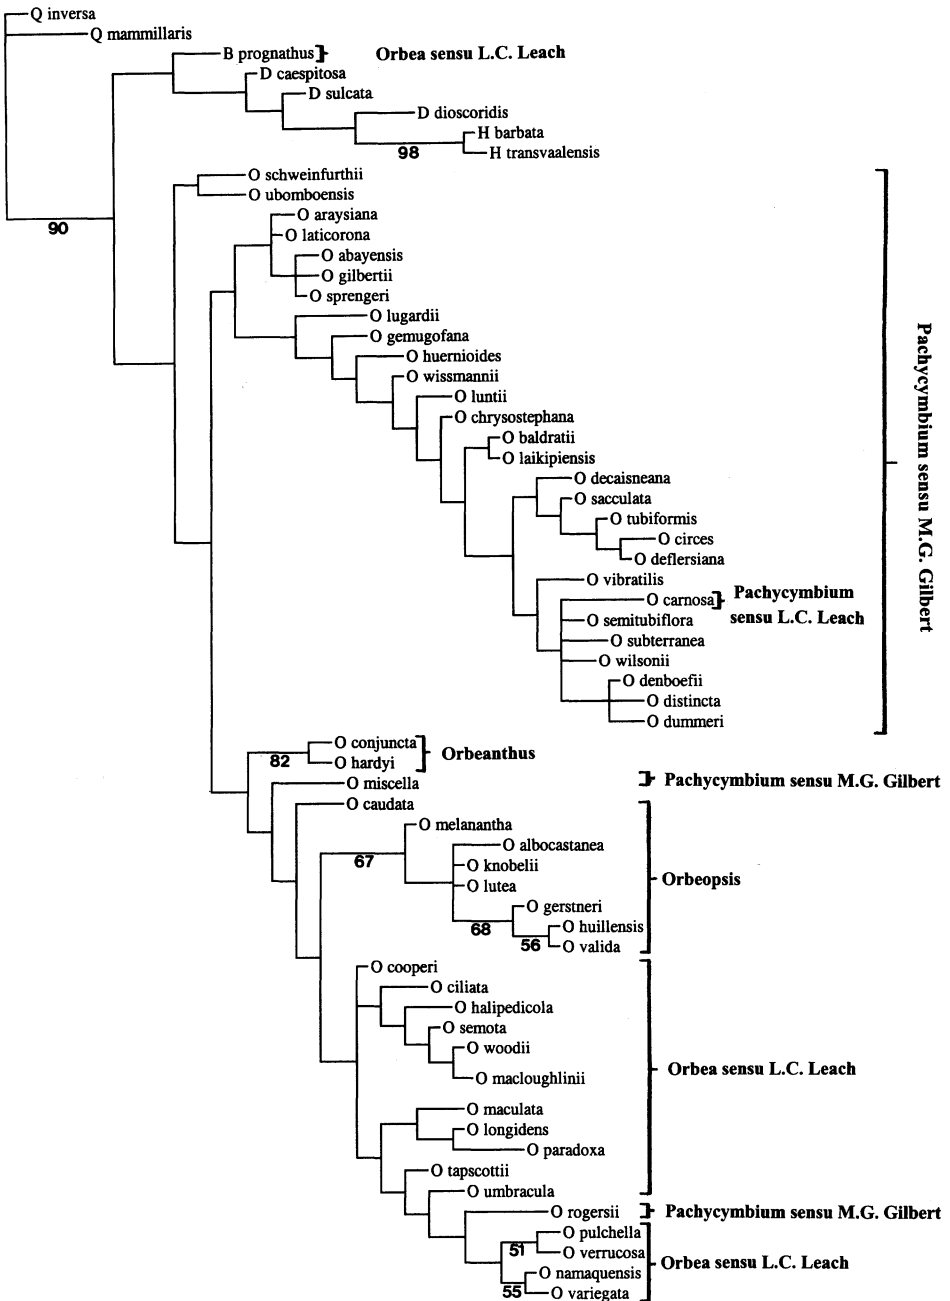 Q inversa
Q mammillaris
B prognathus
Orbea sensu L.C. Leach
D caespitosa
D sulcata
D dioscoridis
H barbata
98
H transvaalensis
O schweinfurthii
O ubomboensis
O araysiana
90
O laticorona
O abayensis
O gilbertii
O sprengeri
O lugardii
O gemugofana
O huernioides
O wissmannii
O luntii
O chrysostephana
O baldratii
O laikipiensis
Pachycymbium sensu M.G. Gilbert
O decaisneana
O sacculata
O tubiformis
O circes
O deflersiana
O vibratilis
O carnosa
Pachycymbium
sensu L.C. Leach
O semitubiflora
O subterranea
O wilsonii
O denboefii
O distincta
O dummeri
O conjuncta
82
O hardyi
Orbeanthus
O miscella
Pachycymbium sensu M.G. Gilbert
O caudata
O melanantha
O albocastanea
67
O knobelii
O lutea
Orbeopsis
O gerstneri
68
O huillensis
56
O valida
O cooperi
O ciliata
O halipedicola
O semota
O woodii
O macloughlinii
Orbea sensu L.C. Leach
O maculata
O longidens
O paradoxa
O tapscottii
O umbracula
O rogersii
Pachycymbium sensu M.G. Gilbert
O pulchella
51
O verrucosa
Orbea sensu L.C. Leach
O namaquensis
55
O variegata